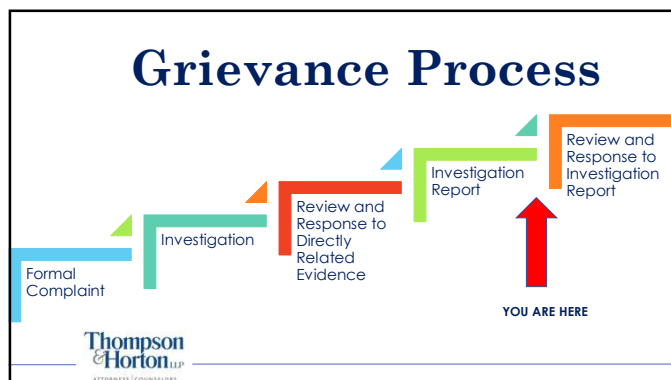 Grievance Process
Formal
Complaint
Investigation
Review and
Response to
Directly
Related
Evidence
Investigation
Report
Review and
Response to
Investigation
Report
YOU ARE HERE
Thompson
&Horton LLP
ATTORNEYS | COUNSELORS